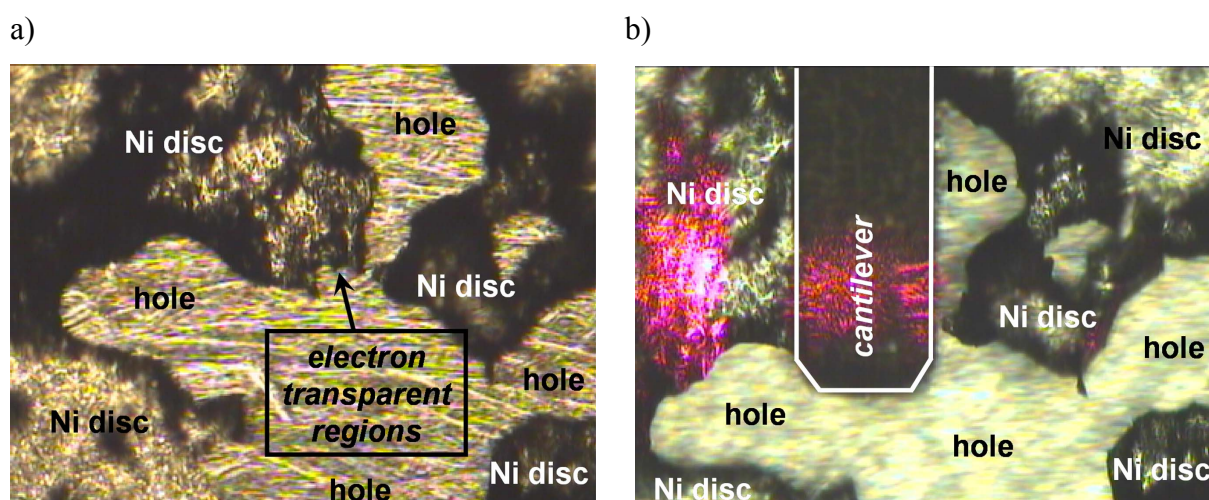 a)
hole
Ni disc
Ni disc
hole
electron
transparent
regions
hole
Ni disc
Ni disc
hole
b)
Ni disc
hole
Ni disc
cantilever
Ni disc
hole
hole
hole
Ni disc
Ni disc